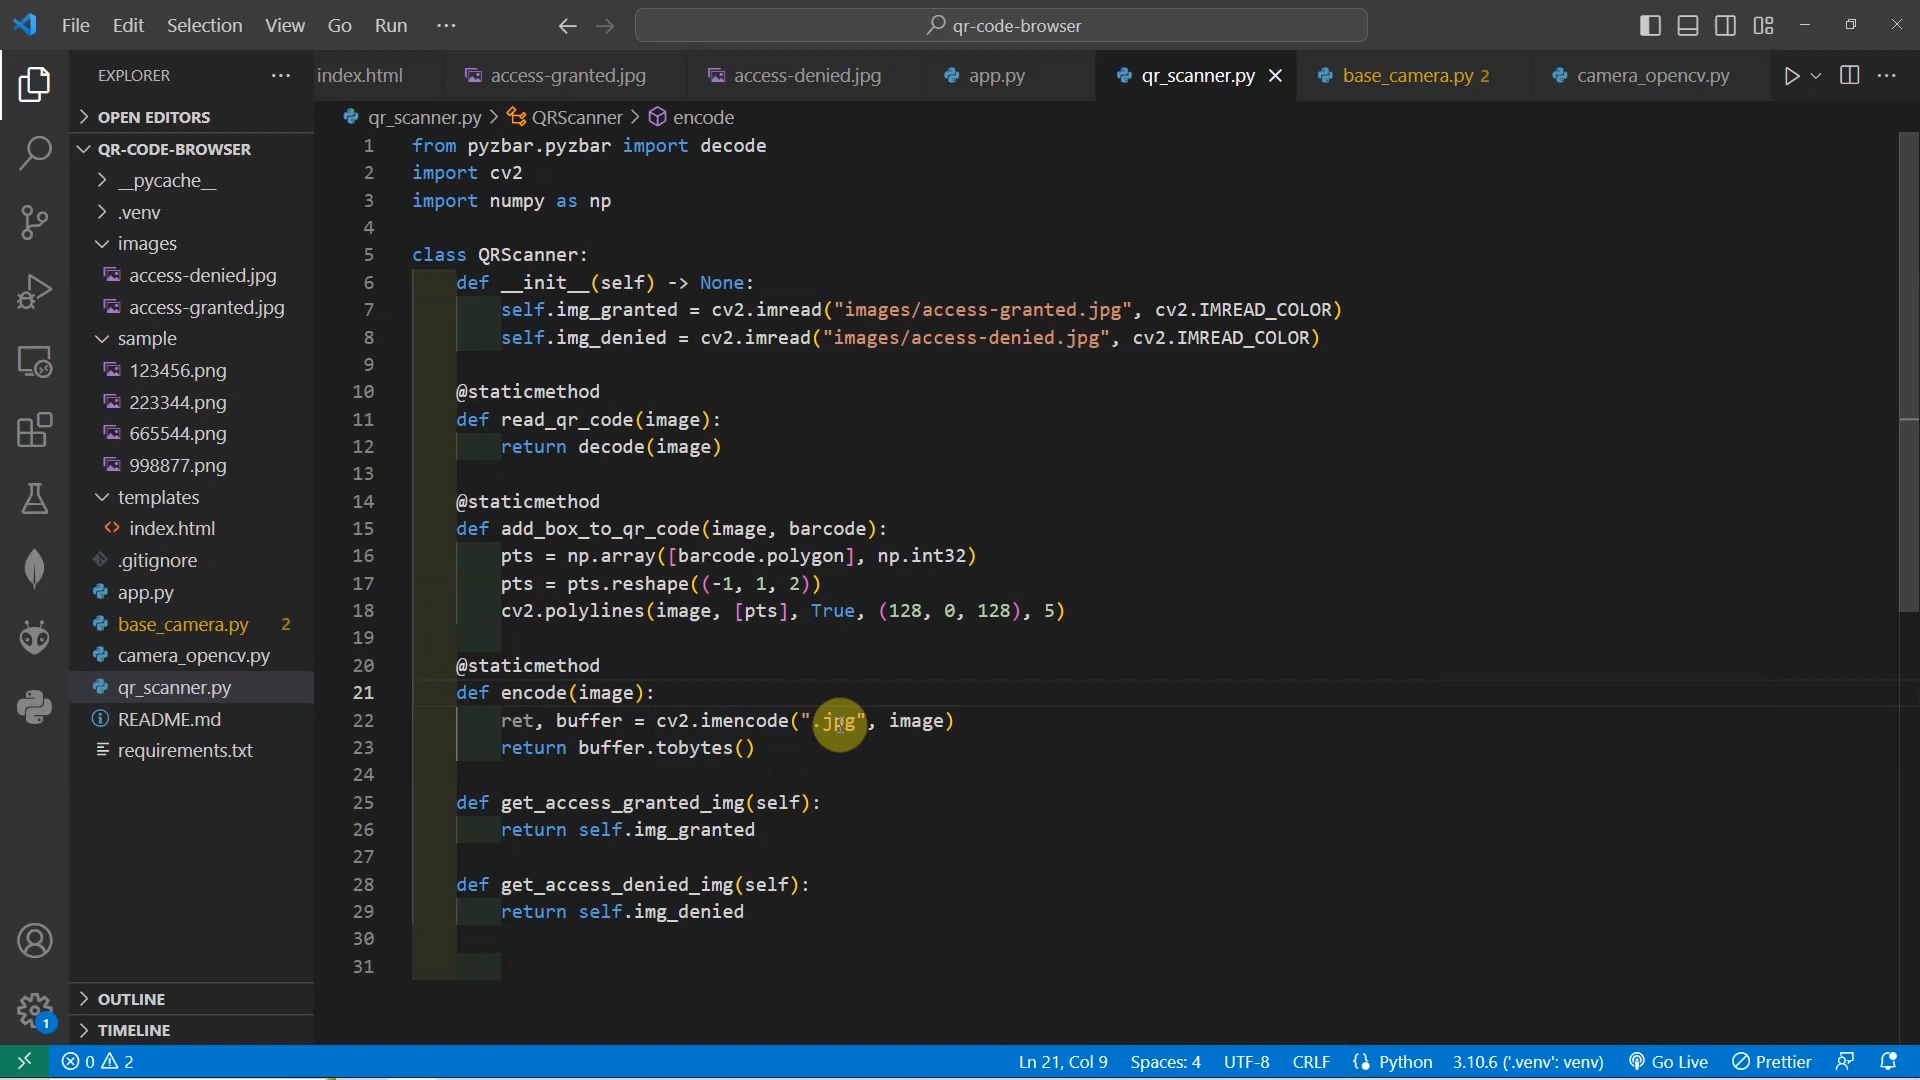 File Edit Selection View Go Run ··· qr-code-browser
EXPLORER ··· index.html access-granted.jpg access-denied.jpg app.py qr_scanner.py base_camera.py 2 camera_opencv.py ···
OPEN EDITORS
QR-CODE-BROWSER
__pycache__
.venv
images
access-denied.jpg
access-granted.jpg
sample
123456.png
223344.png
665544.png
998877.png
templates
index.html
.gitignore
app.py
base_camera.py 2
camera_opencv.py
qr_scanner.py
README.md
requirements.txt
OUTLINE
TIMELINE
1
qr_scanner.py > QRScanner > encode
1 from pyzbar.pyzbar import decode
2 import cv2
3 import numpy as np
4
5 class QRScanner:
6 def __init__(self) -> None:
7 self.img_granted = cv2.imread("images/access-granted.jpg", cv2.IMREAD_COLOR)
8 self.img_denied = cv2.imread("images/access-denied.jpg", cv2.IMREAD_COLOR)
9
10 @staticmethod
11 def read_qr_code(image):
12 return decode(image)
13
14 @staticmethod
15 def add_box_to_qr_code(image, barcode):
16 pts = np.array([barcode.polygon], np.int32)
17 pts = pts.reshape((-1, 1, 2))
18 cv2.polylines(image, [pts], True, (128, 0, 128), 5)
19
20 @staticmethod
21 def encode(image):
22 ret, buffer = cv2.imencode(".jpg", image)
23 return buffer.tobytes()
24
25 def get_access_granted_img(self):
26 return self.img_granted
27
28 def get_access_denied_img(self):
29 return self.img_denied
30
31
0 2 Ln 21, Col 9 Spaces: 4 UTF-8 CRLF Python 3.10.6 ('.venv': venv) Go Live Prettier